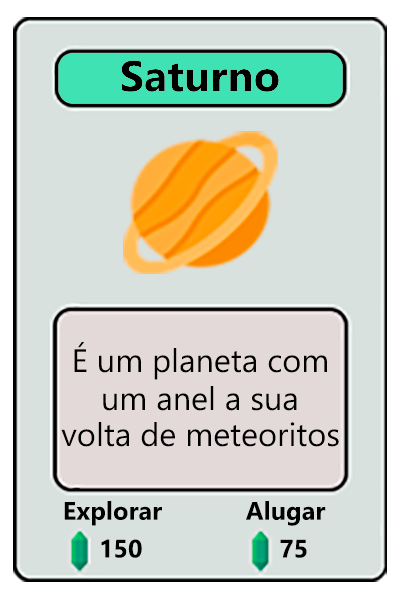 Saturno
É um planeta com
um anel a sua
volta de meteoritos
Explorar Alugar
150 75